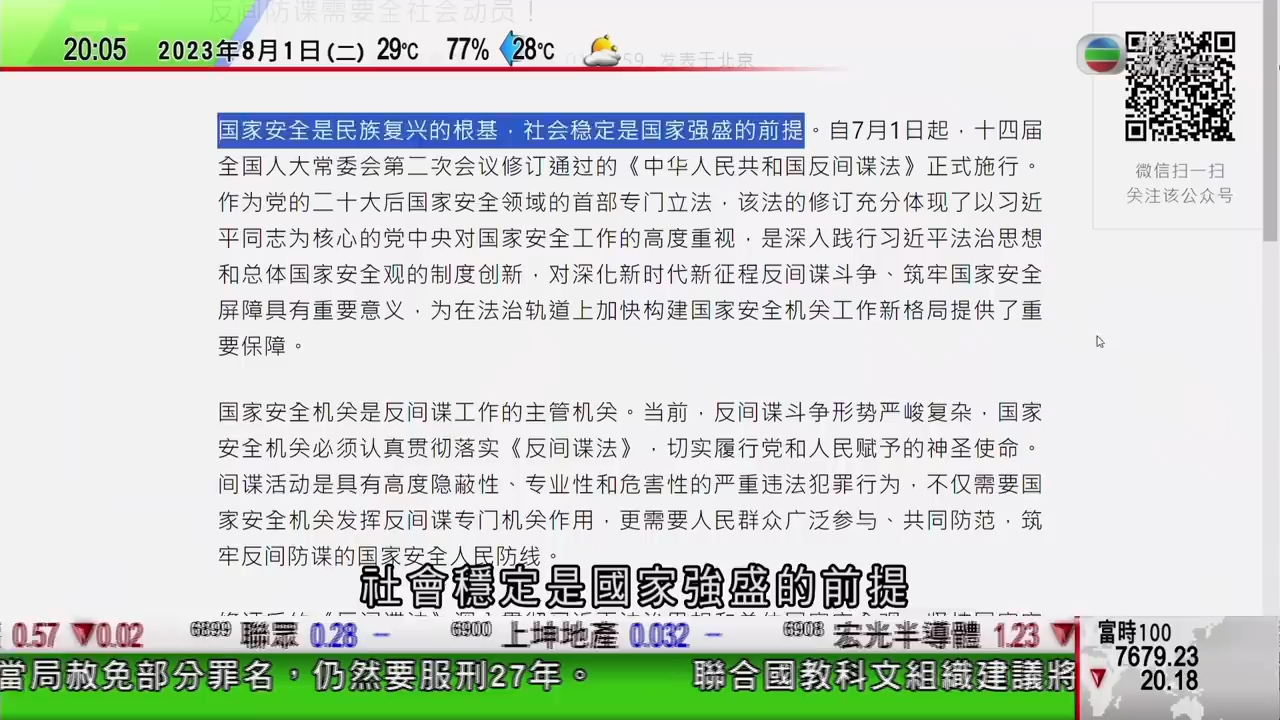 反间防谍需要全社会动员！
20:05 2023年8月1日(二) 29℃ 77% 28℃
发表于北京
国家安全是民族复兴的根基，社会稳定是国家强盛的前提。自7月1日起，十四届
全国人大常委会第二次会议修订通过的《中华人民共和国反间谍法》正式施行。
作为党的二十大后国家安全领域的首部专门立法，该法的修订充分体现了以习近
平同志为核心的党中央对国家安全工作的高度重视，是深入践行习近平法治思想
和总体国家安全观的制度创新，对深化新时代新征程反间谍斗争、筑牢国家安全
屏障具有重要意义，为在法治轨道上加快构建国家安全机关工作新格局提供了重
要保障。
微信扫一扫
关注该公众号
国家安全机关是反间谍工作的主管机关。当前，反间谍斗争形势严峻复杂，国家
安全机关必须认真贯彻落实《反间谍法》，切实履行党和人民赋予的神圣使命。
间谍活动是具有高度隐蔽性、专业性和危害性的严重违法犯罪行为，不仅需要国
家安全机关发挥反间谍专门机关作用，更需要人民群众广泛参与、共同防范，筑
牢反间防谍的国家安全人民防线。
社會穩定是國家強盛的前提
0.57 ▼0.02 6899 聯眾 0.28 – 6900 上坤地產 0.032 – 6908 宏光半導體 1.23 ▼
富時100
7679.23
▼ 20.18
當局赦免部分罪名，仍然要服刑27年。 聯合國教科文組織建議將